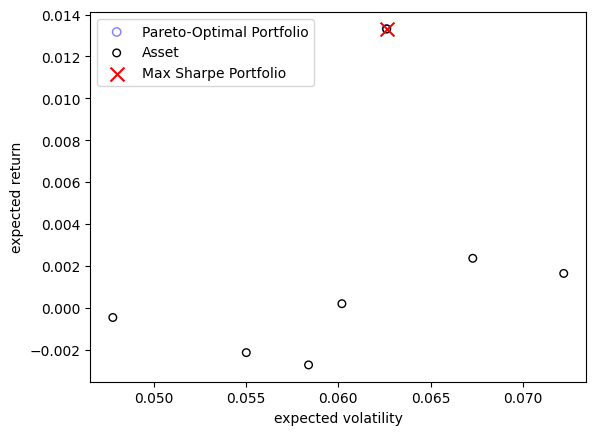 Pareto-Optimal Portfolio
Asset
Max Sharpe Portfolio
0.014
0.012
0.010
0.008
0.006
0.004
0.002
0.000
−0.002
expected return
0.050 0.055 0.060 0.065 0.070
expected volatility